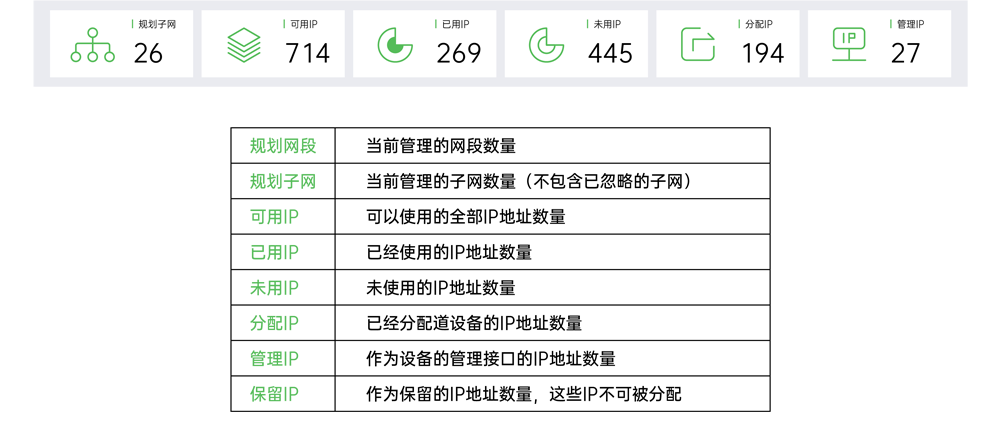 规划子网
26
可用IP
714
已用IP
269
未用IP
445
分配IP
194
IP
管理IP
27
规划网段 当前管理的网段数量
规划子网 当前管理的子网数量（不包含已忽略的子网）
可用IP 可以使用的全部IP地址数量
已用IP 已经使用的IP地址数量
未用IP 未使用的IP地址数量
分配IP 已经分配道设备的IP地址数量
管理IP 作为设备的管理接口的IP地址数量
保留IP 作为保留的IP地址数量，这些IP不可被分配